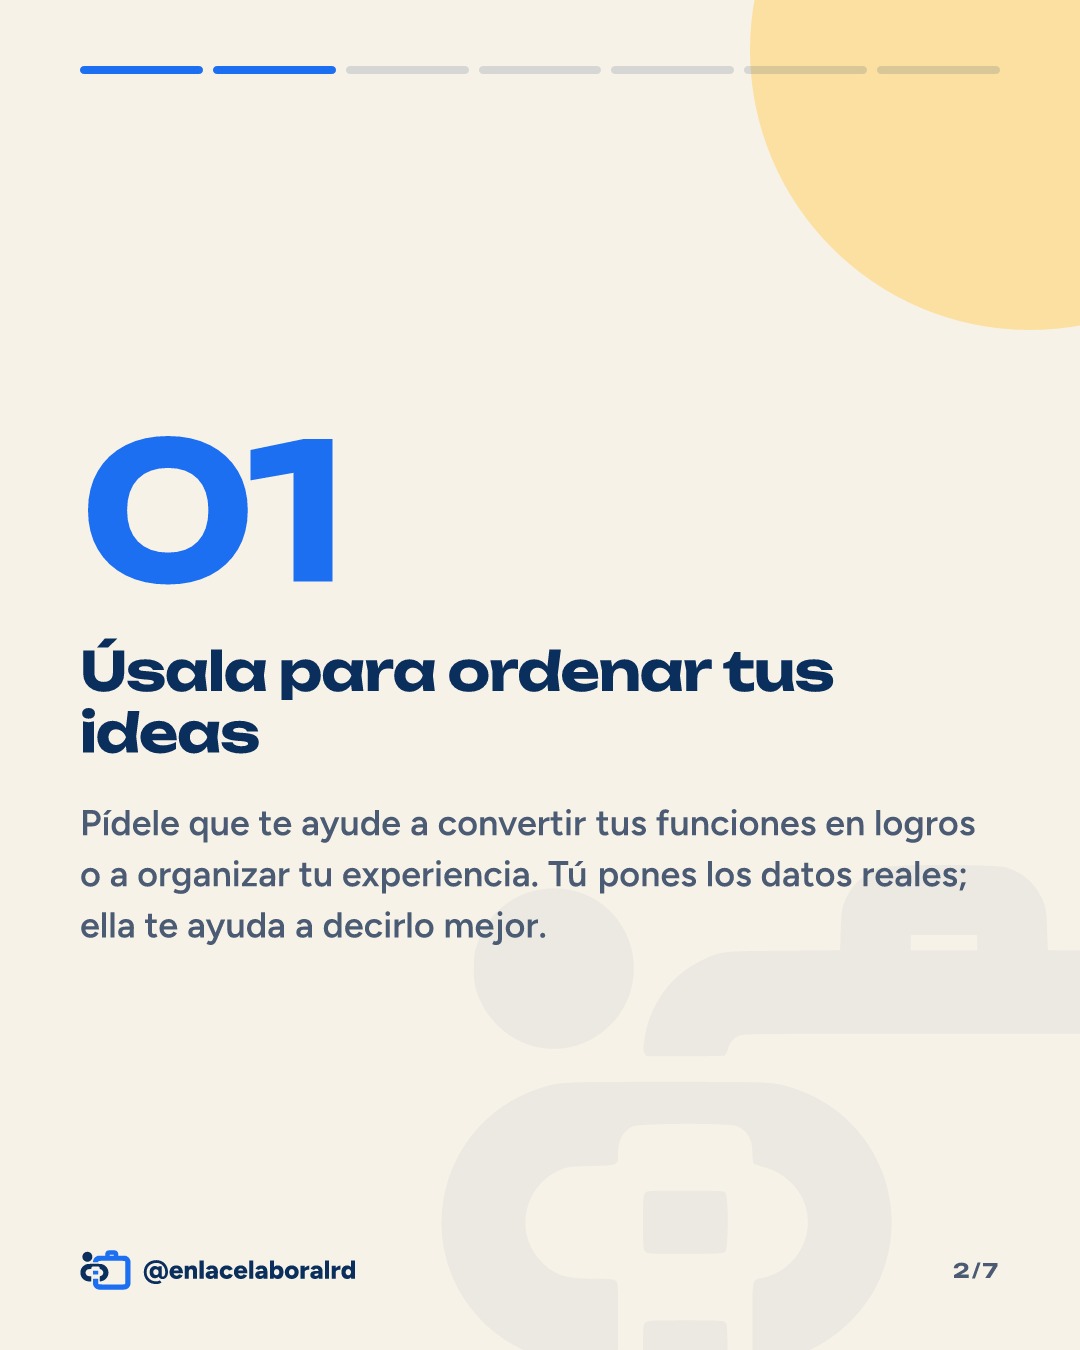 01
Úsala para ordenar tus
ideas
Pídele que te ayude a convertir tus funciones en logros
o a organizar tu experiencia. Tú pones los datos reales;
ella te ayuda a decirlo mejor.
@enlacelaboralrd
2/7